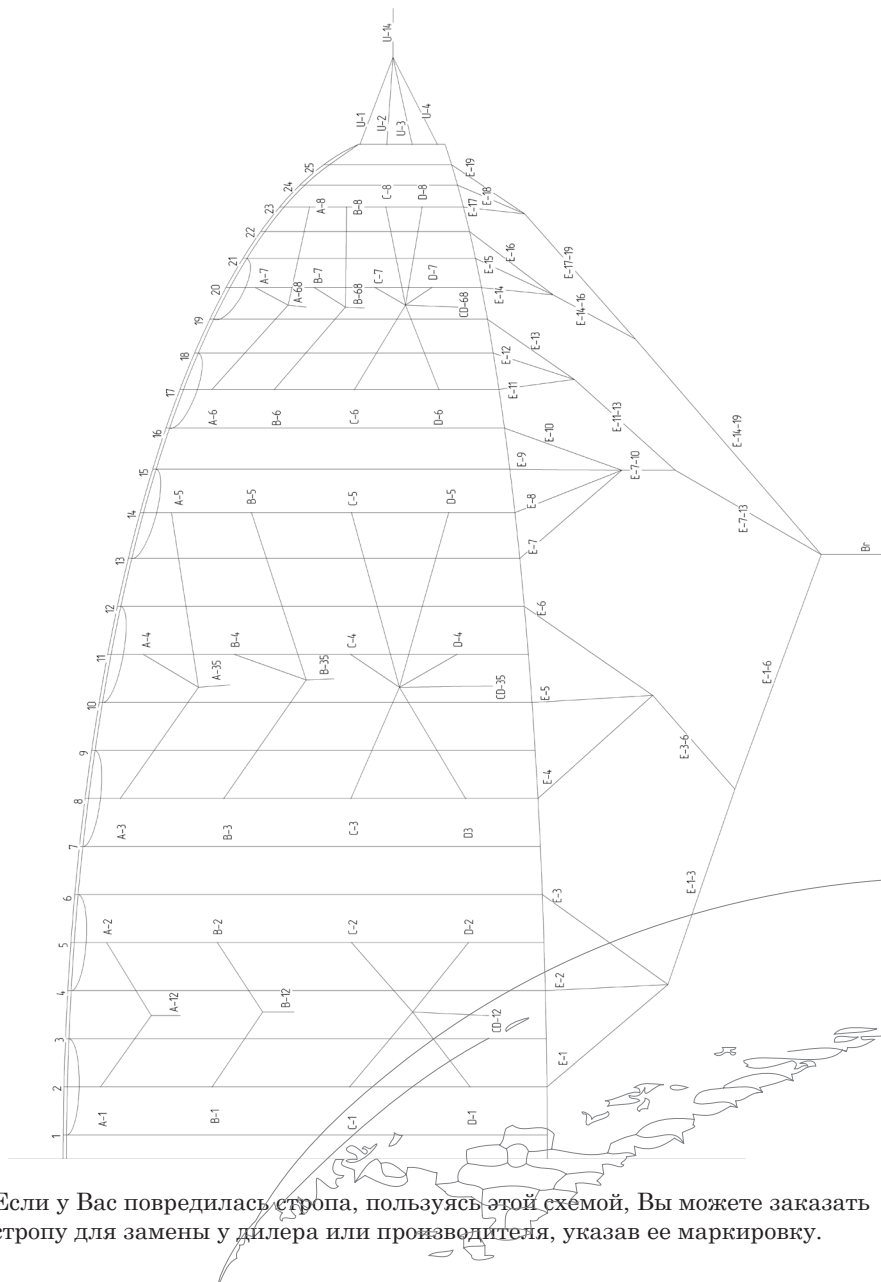 U-14
U-1
U-2
U-3
U-4
25
24
23
22
21
20
19
18
17
16
15
14
13
12
11
10
9
8
7
6
5
4
3
2
1
E-19
E-18
E-17
E-17-19
A-8
B-8
C-8
D-8
E-16
E-15
E-14
E-14-16
A-7
A-68
B-7
B-68
C-7
D-7
CD-68
E-13
E-12
E-11
E-11-13
A-6
B-6
C-6
D-6
E-10
E-9
E-8
E-7
E-7-10
E-14-19
E-7-13
A-5
B-5
C-5
D-5
Br
E-6
A-4
A-35
B-4
B-35
C-4
D-4
CD-35
E-5
E-4
E-3-6
E-1-6
A-3
B-3
C-3
D3
E-1-3
E-3
A-2
B-2
C-2
D-2
E-2
A-12
B-12
CD-12
E-1
A-1
B-1
C-1
D-1
Если у Вас повредилась стропа, пользуясь этой схемой, Вы можете заказать
стропу для замены у дилера или производителя, указав ее маркировку.